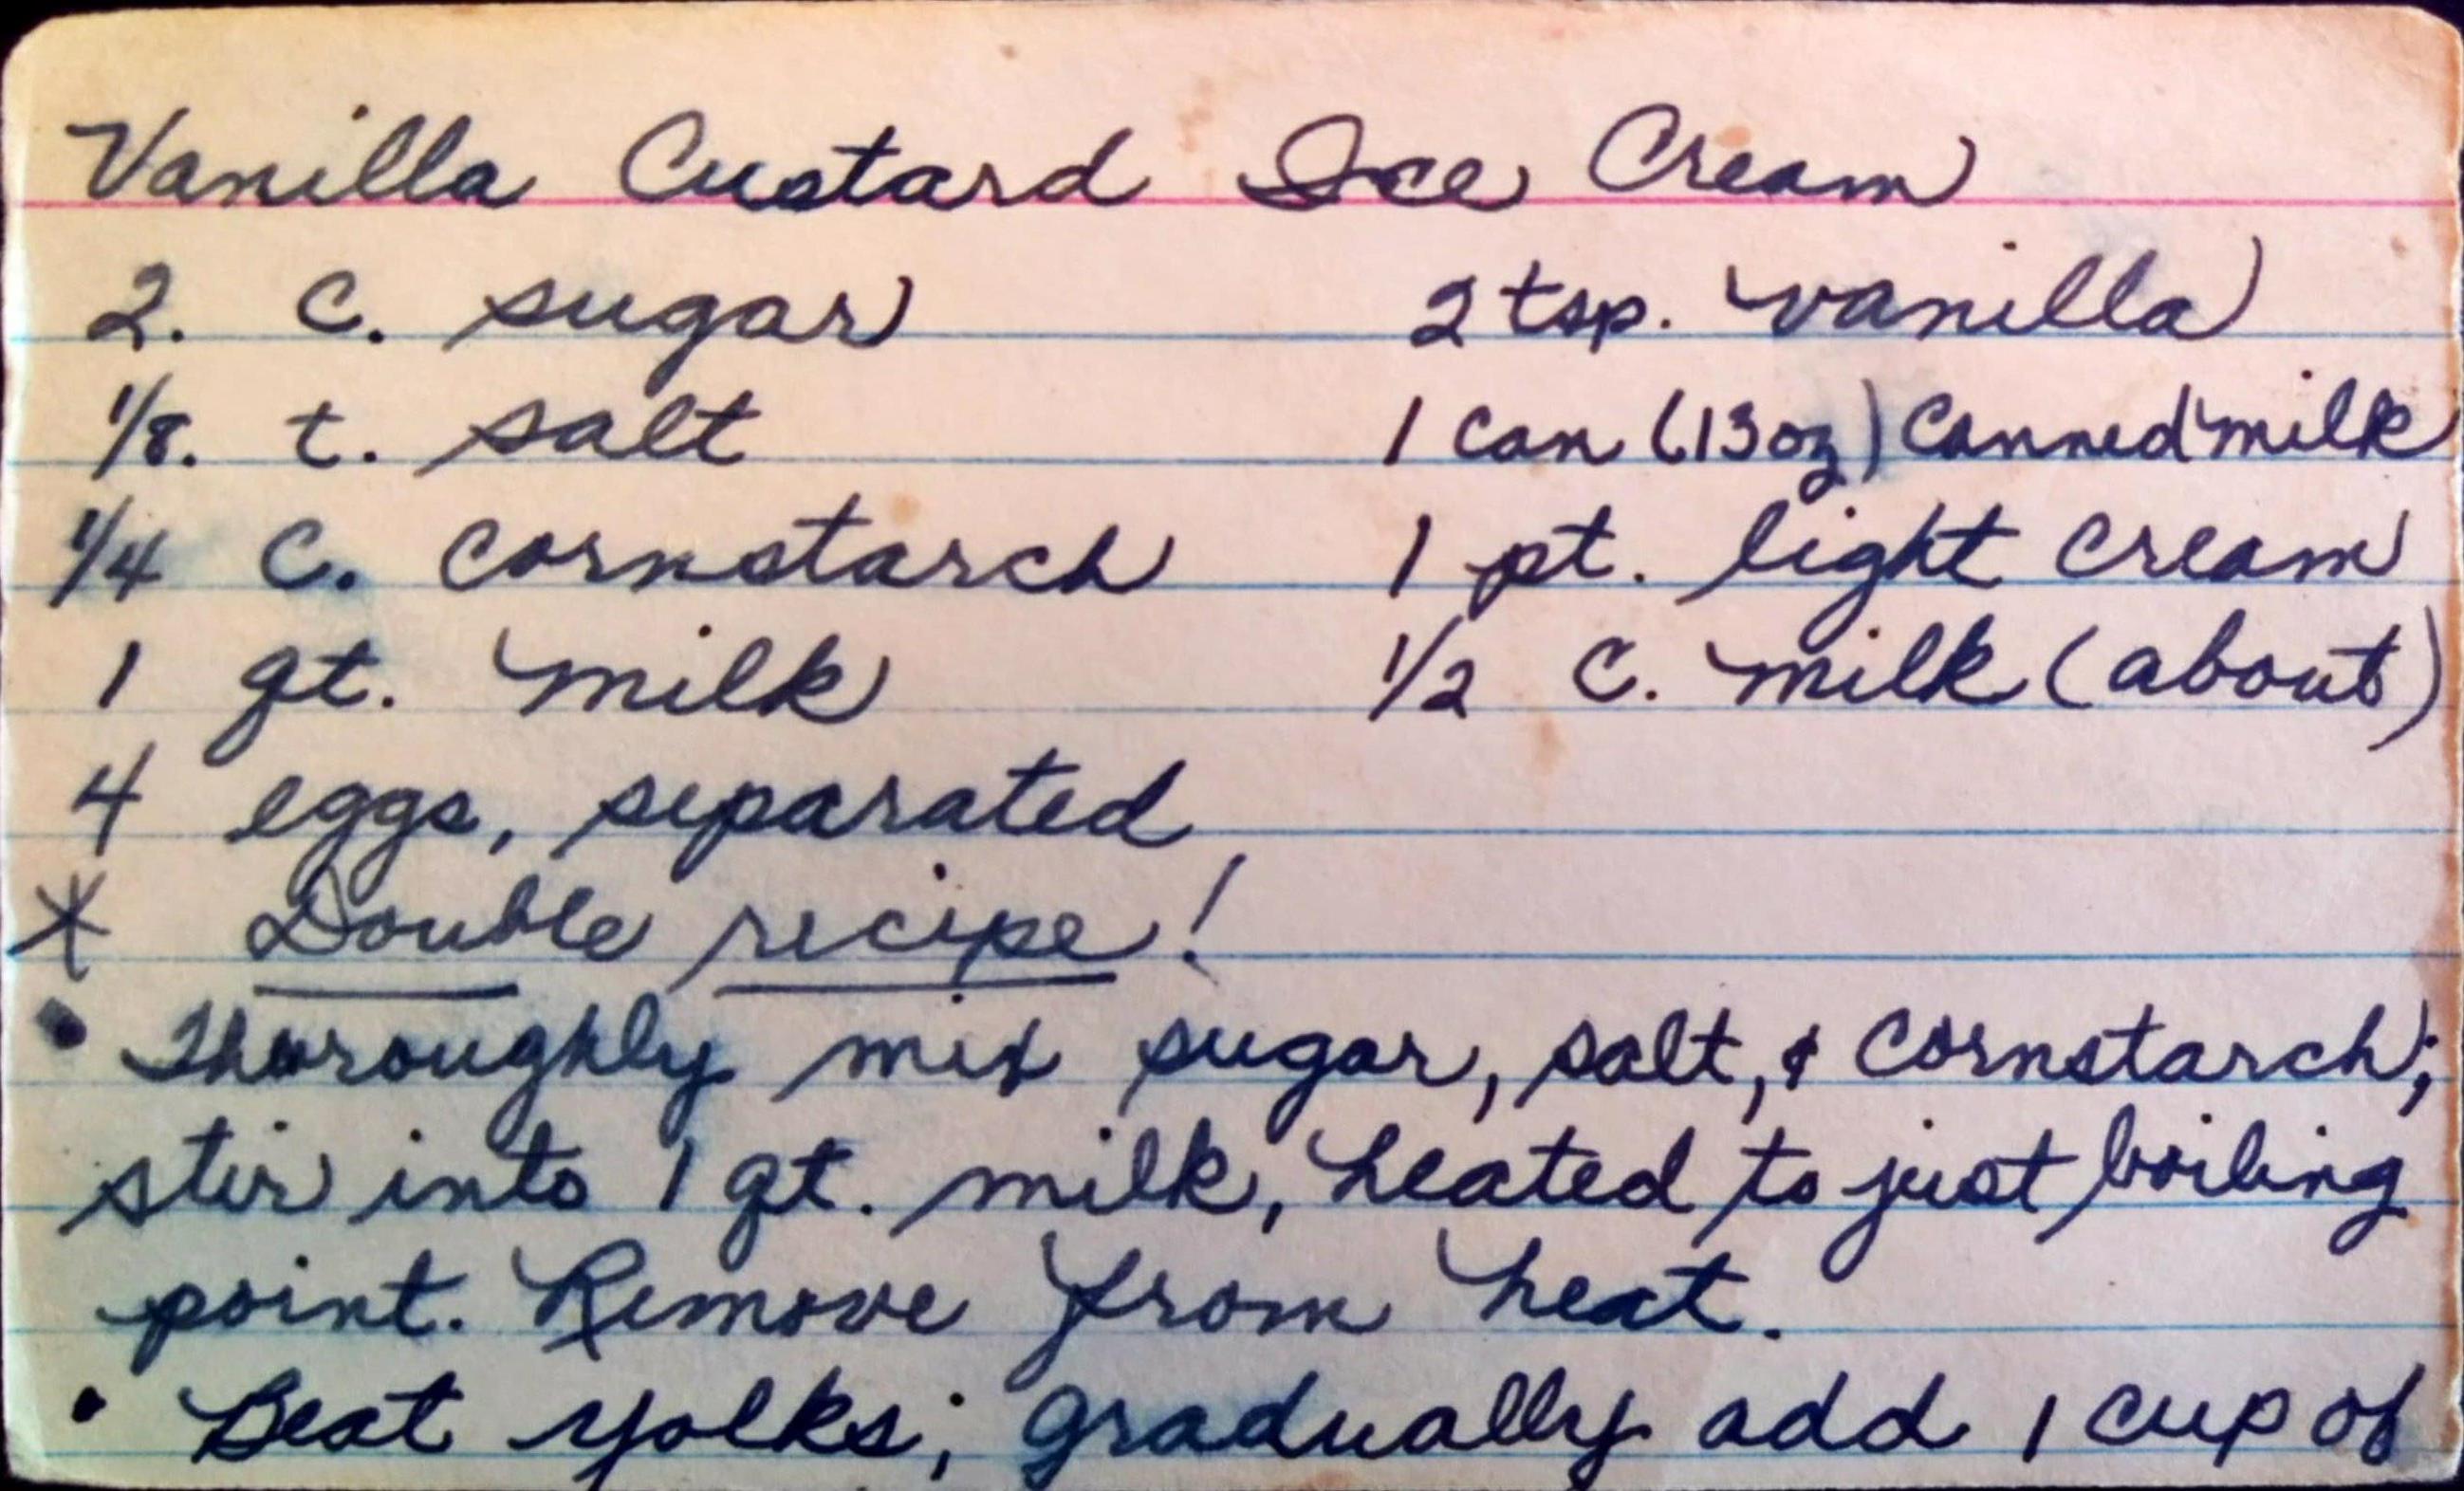 Vanilla Custard Ice Cream
2. c. sugar 2 tsp. vanilla
1/8. t. salt 1 can (13oz) Canned milk
1/4 c. cornstarch 1 pt. light cream
1 qt. milk 1/2 c. milk (about)
4 eggs, separated
* Double recipe!
• Thoroughly mix sugar, salt, & cornstarch;
stir into 1 qt. milk, heated to just boiling
point. Remove from heat.
• Beat yolks; gradually add 1 cup of